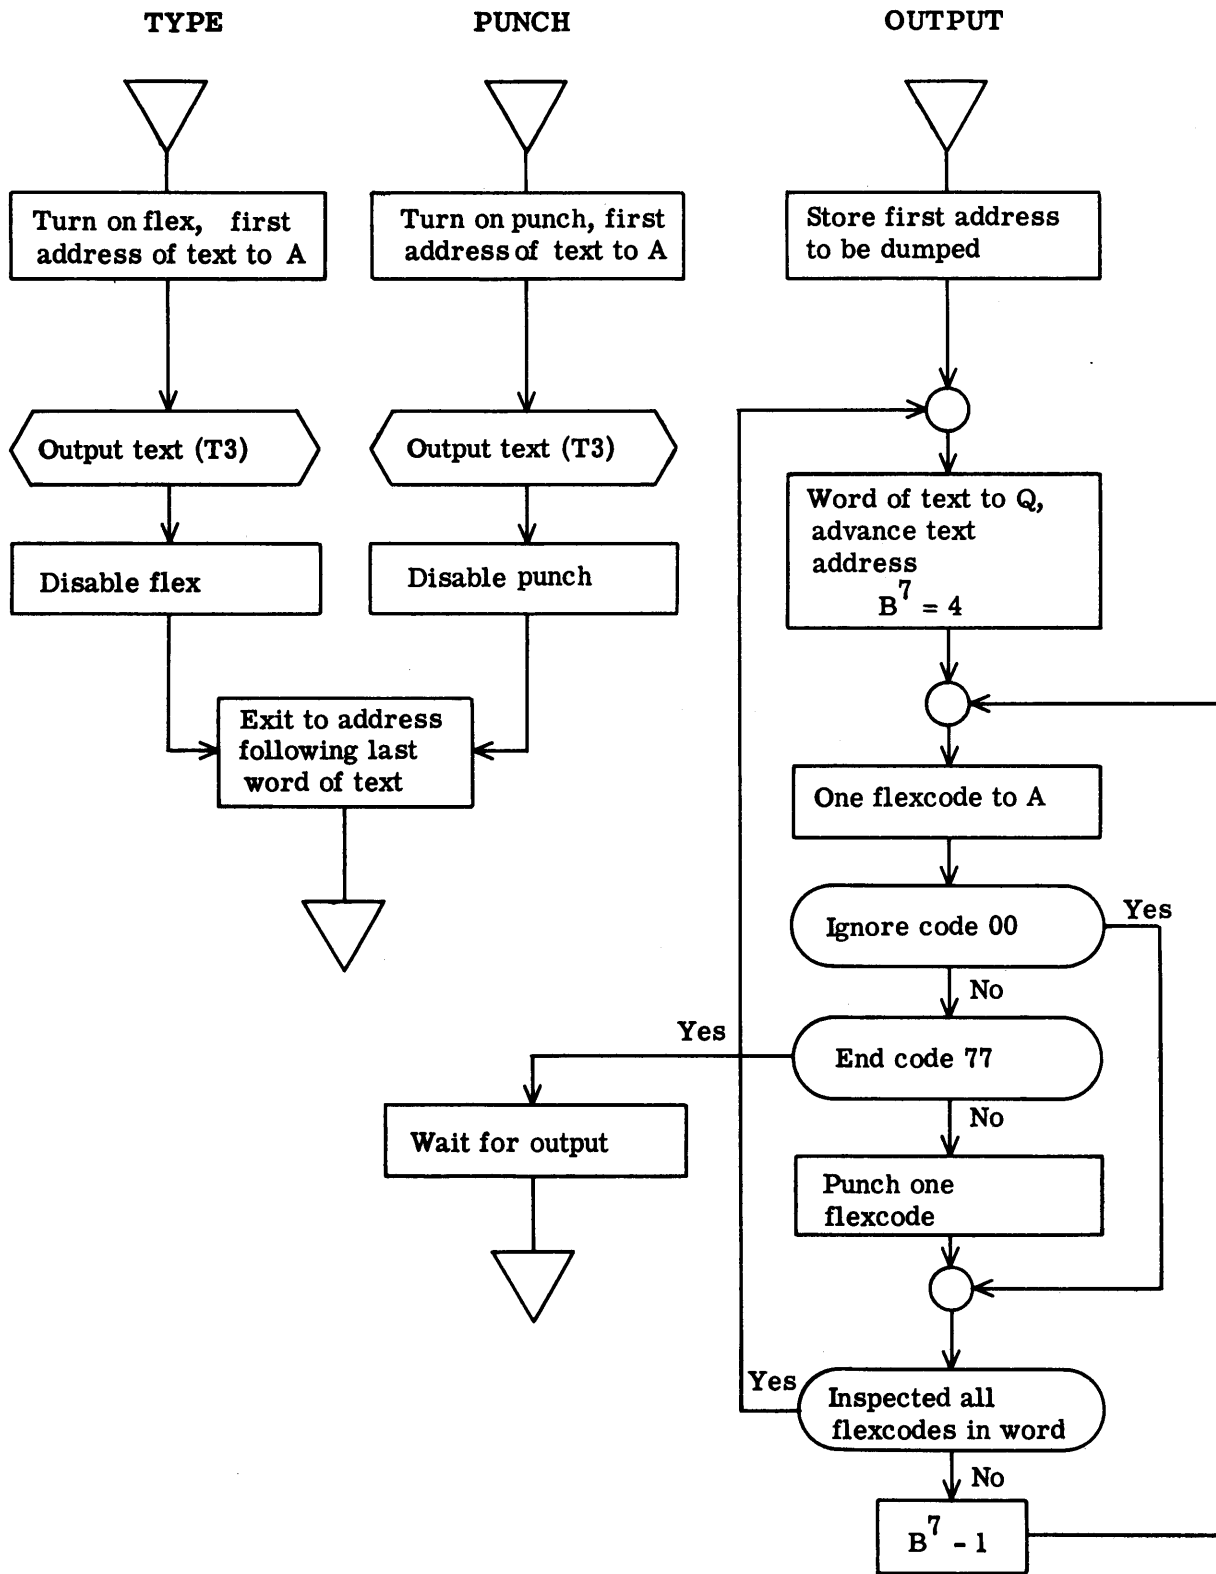 TYPE
PUNCH
OUTPUT
Turn on flex, first
address of text to A
Turn on punch, first
address of text to A
Store first address
to be dumped
Output text (T3)
Output text (T3)
Word of text to Q,
advance text
address
B⁷ = 4
Disable flex
Disable punch
Exit to address
following last
word of text
One flexcode to A
Ignore code 00
Yes
No
End code 77
Yes
No
Wait for output
Punch one
flexcode
Inspected all
flexcodes in word
Yes
No
B⁷ - 1